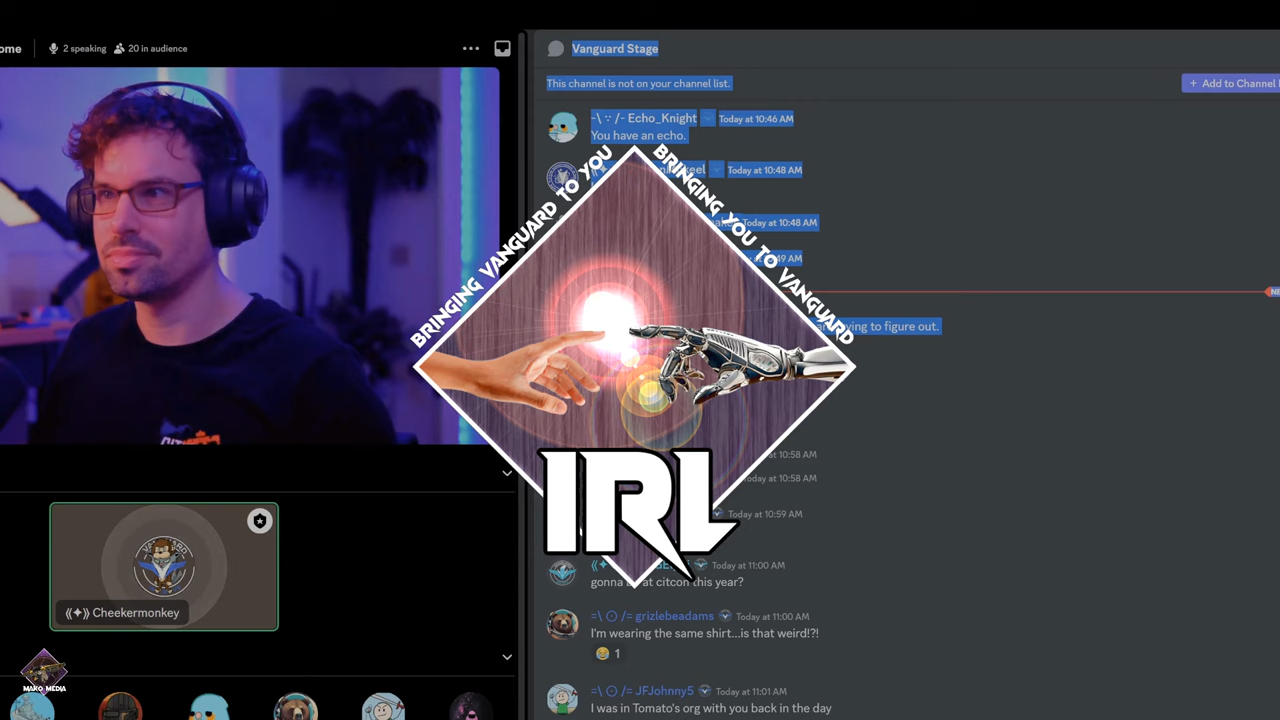 ome
2 speaking
20 in audience
Vanguard Stage
This channel is not on your channel list.
+ Add to Channel
-\ ∵ /- Echo_Knight Today at 10:46 AM
You have an echo.
Today at 10:48 AM
Today at 10:48 AM
BRINGING VANGUARD TO YOU
BRINGING YOU TO VANGUARD
to figure out.
10:58 AM
Today at 10:58 AM
Today at 10:59 AM
IRL
Today at 11:00 AM
at citcon this year?
=\ ⨀ /= grizlebeadams Today at 11:00 AM
I'm wearing the same shirt...is that weird!?!
1
=\ ⨀ /= JFJohnny5 Today at 11:01 AM
I was in Tomato's org with you back in the day
⟪✦⟫ Cheekermonkey
MAKO MEDIA